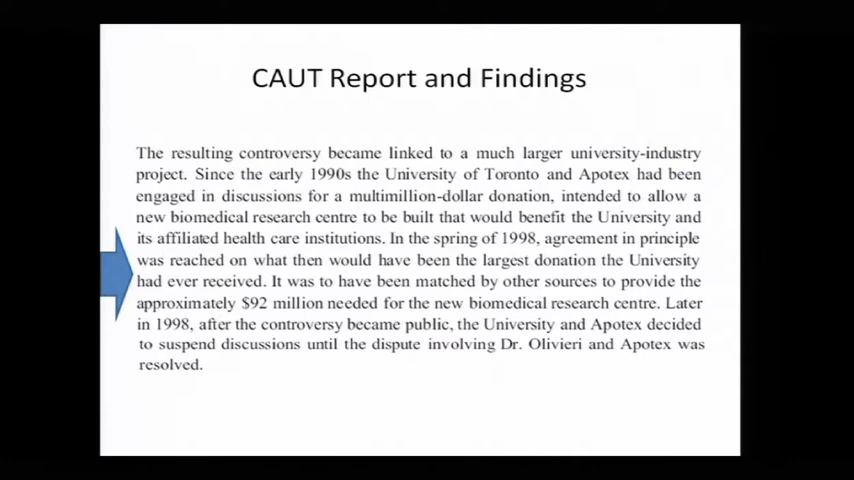 CAUT Report and Findings
The resulting controversy became linked to a much larger university-industry
project. Since the early 1990s the University of Toronto and Apotex had been
engaged in discussions for a multimillion-dollar donation, intended to allow a
new biomedical research centre to be built that would benefit the University and
its affiliated health care institutions. In the spring of 1998, agreement in principle
was reached on what then would have been the largest donation the University
had ever received. It was to have been matched by other sources to provide the
approximately $92 million needed for the new biomedical research centre. Later
in 1998, after the controversy became public, the University and Apotex decided
to suspend discussions until the dispute involving Dr. Olivieri and Apotex was
resolved.